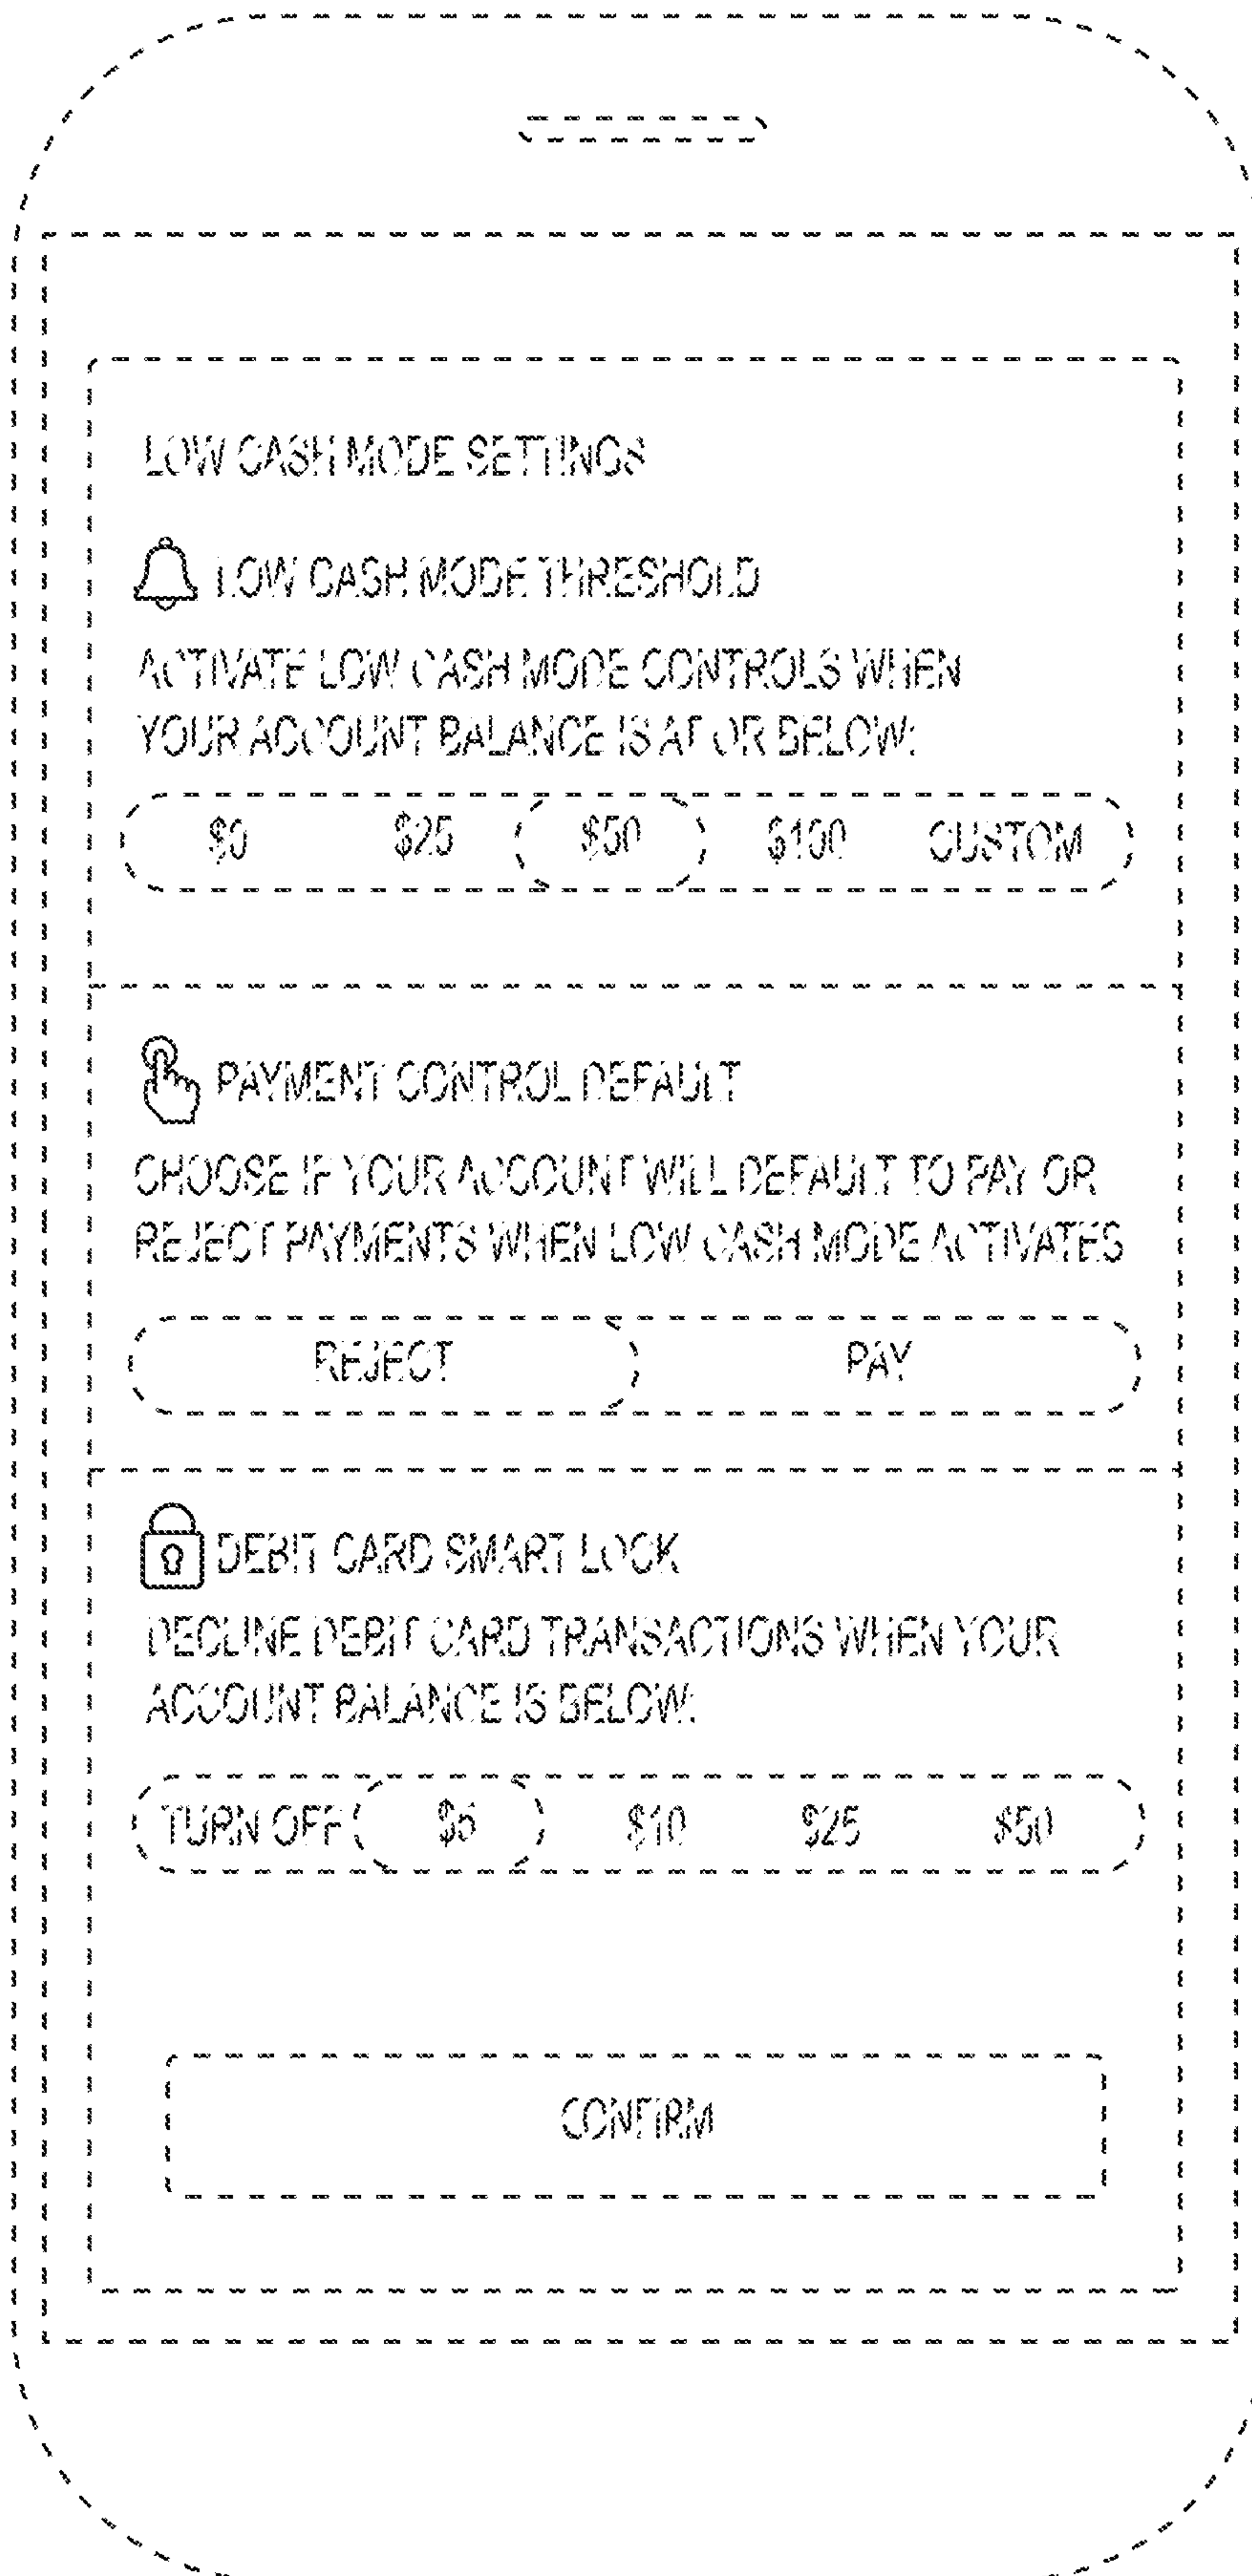 LOW CASH MODE SETTINGS
LOW CASH MODE THRESHOLD
ACTIVATE LOW CASH MODE CONTROLS WHEN
YOUR ACCOUNT BALANCE IS AT OR BELOW:
$0 $25 $50 $100 CUSTOM
PAYMENT CONTROL DEFAULT
CHOOSE IF YOUR ACCOUNT WILL DEFAULT TO PAY OR
REJECT PAYMENTS WHEN LOW CASH MODE ACTIVATES
REJECT PAY
DEBIT CARD SMART LOCK
DECLINE DEBIT CARD TRANSACTIONS WHEN YOUR
ACCOUNT BALANCE IS BELOW:
TURN OFF $5 $10 $25 $50
CONFIRM